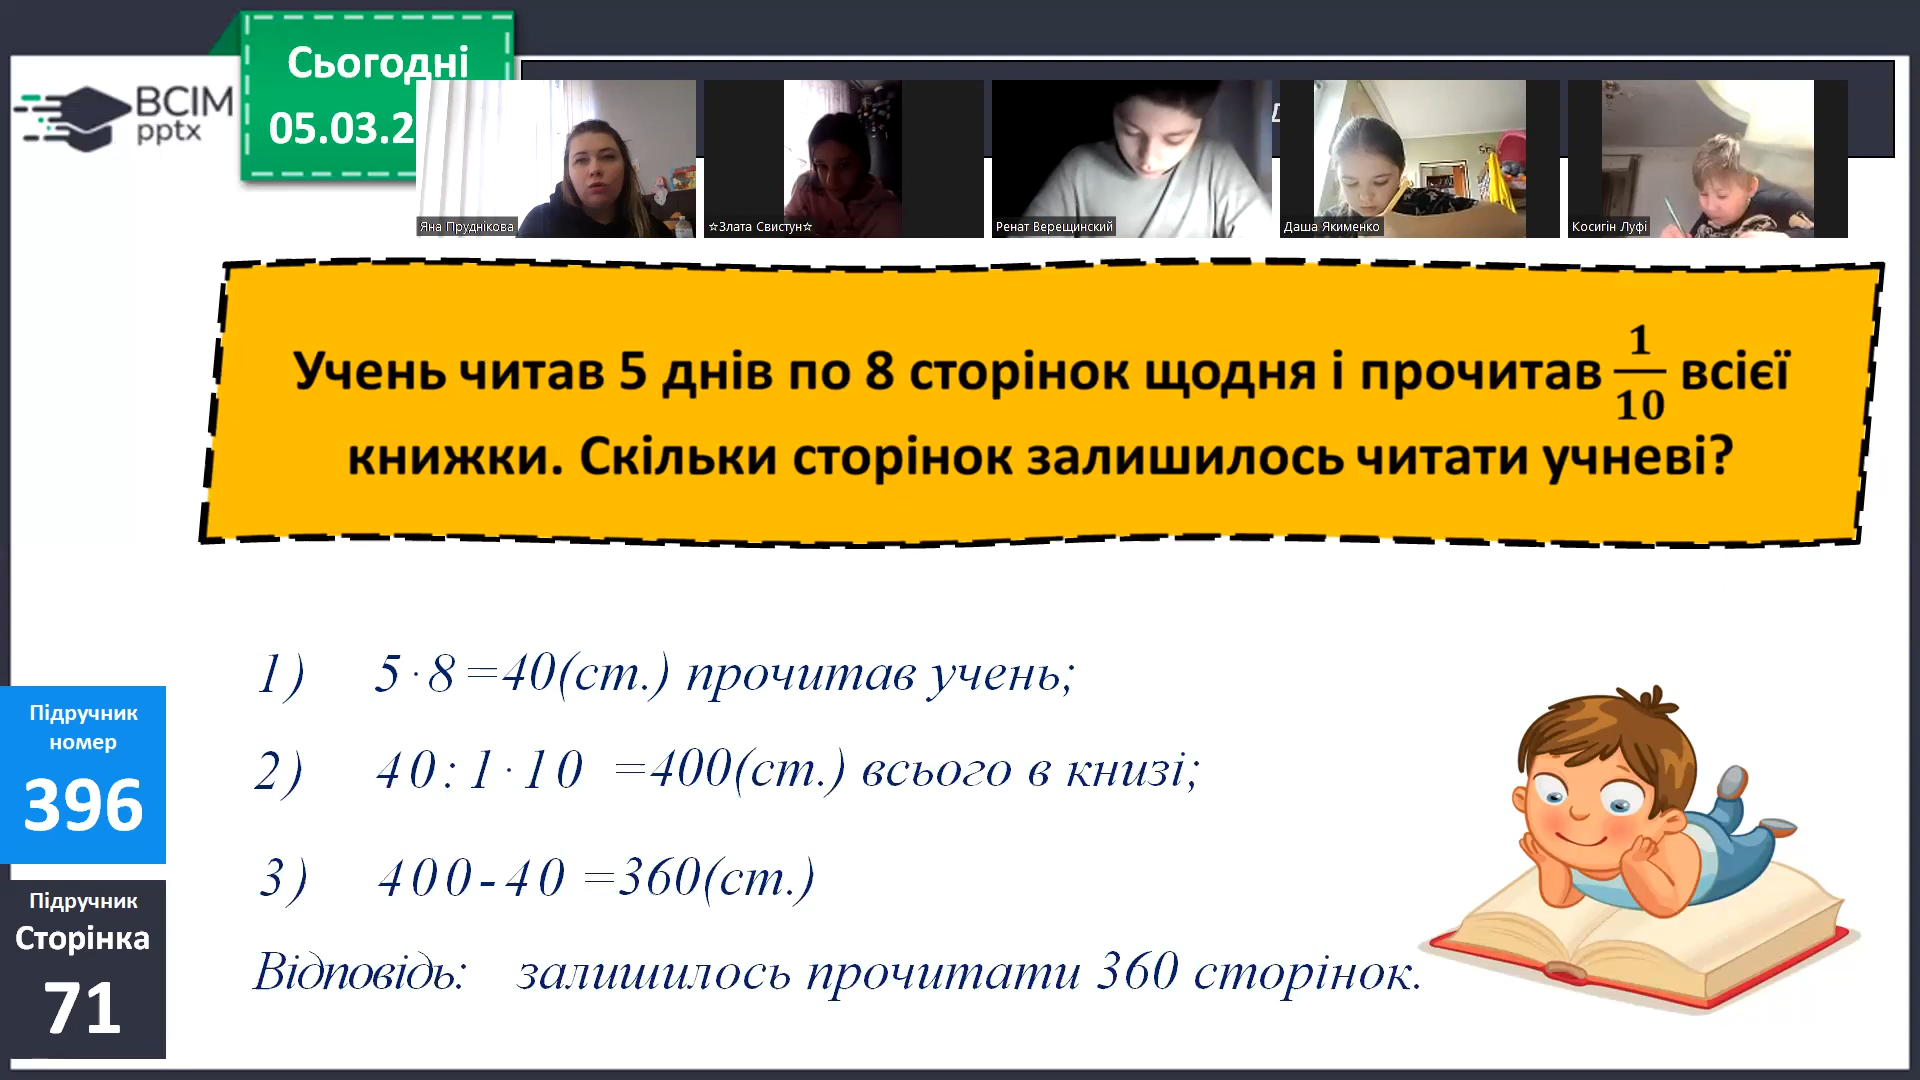 Сьогодні
05.03.2
ВСІМ
pptx
Яна Пруднікова
☆Злата Свистун☆
Ренат Верещинский
Даша Якименко
Косигін Луфі
Учень читав 5 днів по 8 сторінок щодня і прочитав 1/10 всієї
книжки. Скільки сторінок залишилось читати учневі?
1) 5·8=40(ст.) прочитав учень;
2) 40:1·10 =400(ст.) всього в книзі;
3) 400-40 =360(ст.)
Відповідь: залишилось прочитати 360 сторінок.
Підручник
номер
396
Підручник
Сторінка
71